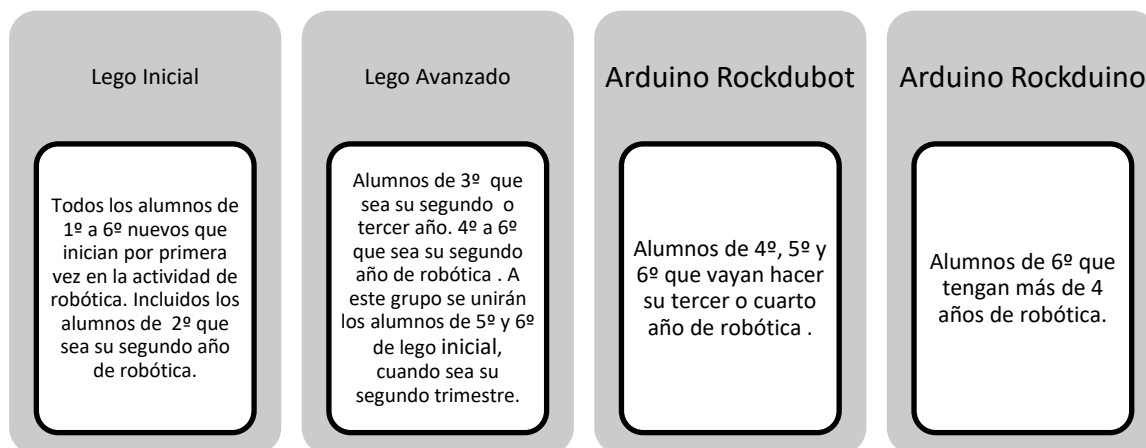 Lego Inicial
Todos los alumnos de
1º a 6º nuevos que
inician por primera
vez en la actividad de
robótica. Incluidos los
alumnos de 2º que
sea su segundo año
de robótica.
Lego Avanzado
Alumnos de 3º que
sea su segundo o
tercer año. 4º a 6º
que sea su segundo
año de robótica . A
este grupo se unirán
los alumnos de 5º y 6º
de lego inicial,
cuando sea su
segundo trimestre.
Arduino Rockdubot
Alumnos de 4º, 5º y
6º que vayan hacer
su tercer o cuarto
año de robótica .
Arduino Rockduino
Alumnos de 6º que
tengan más de 4
años de robótica.